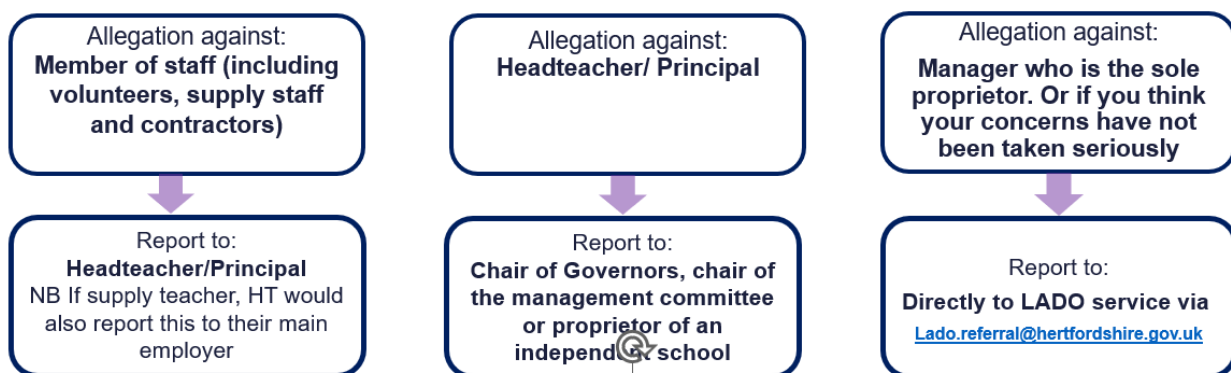 Allegation against:
Member of staff (including
volunteers, supply staff
and contractors)
Report to:
Headteacher/Principal
NB If supply teacher, HT would
also report this to their main
employer
Allegation against:
Headteacher/ Principal
Report to:
Chair of Governors, chair of
the management committee
or proprietor of an
independent school
Allegation against:
Manager who is the sole
proprietor. Or if you think
your concerns have not
been taken seriously
Report to:
Directly to LADO service via
Lado.referral@hertfordshire.gov.uk